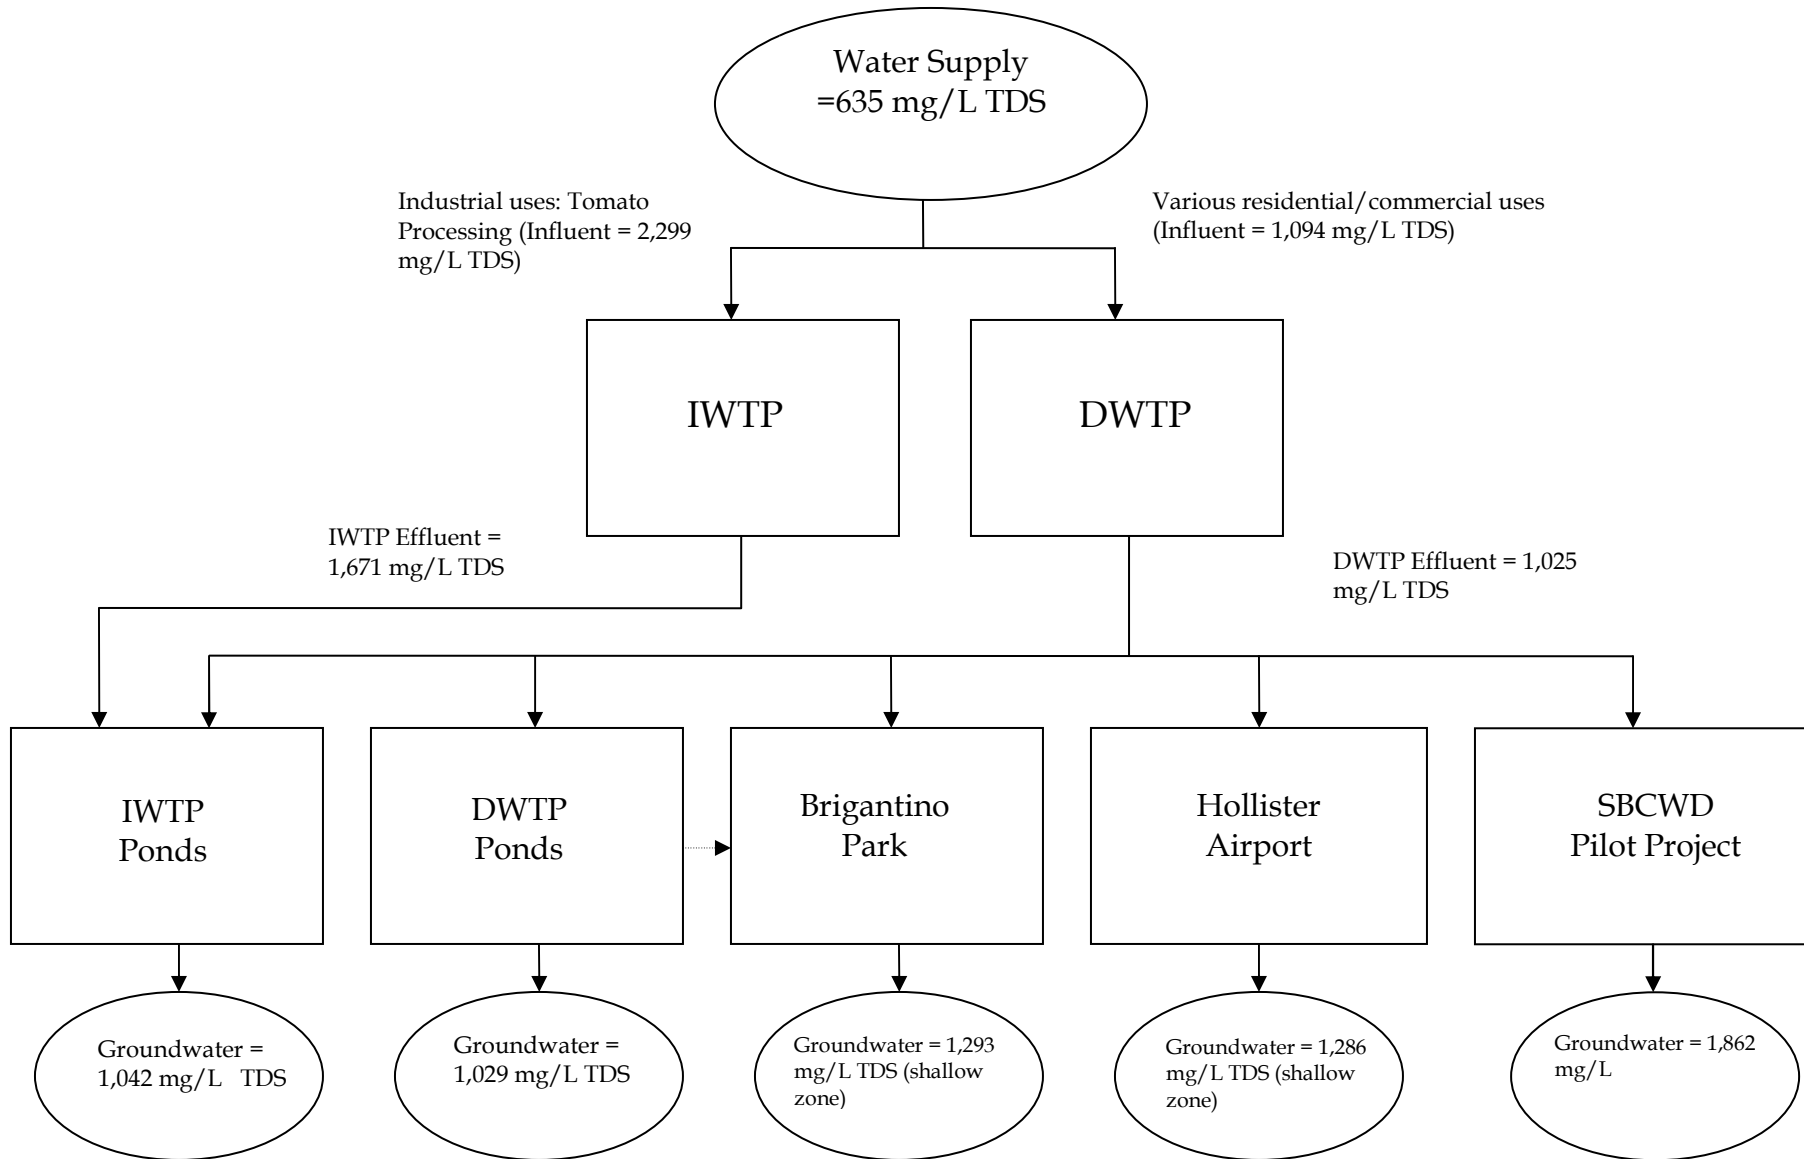 Water Supply
=635 mg/L TDS
Industrial uses: Tomato
Processing (Influent = 2,299
mg/L TDS)
Various residential/commercial uses
(Influent = 1,094 mg/L TDS)
IWTP
DWTP
IWTP Effluent =
1,671 mg/L TDS
DWTP Effluent = 1,025
mg/L TDS
IWTP
Ponds
DWTP
Ponds
Brigantino
Park
Hollister
Airport
SBCWD
Pilot Project
Groundwater =
1,042 mg/L TDS
Groundwater =
1,029 mg/L TDS
Groundwater = 1,293
mg/L TDS (shallow
zone)
Groundwater = 1,286
mg/L TDS (shallow
zone)
Groundwater = 1,862
mg/L